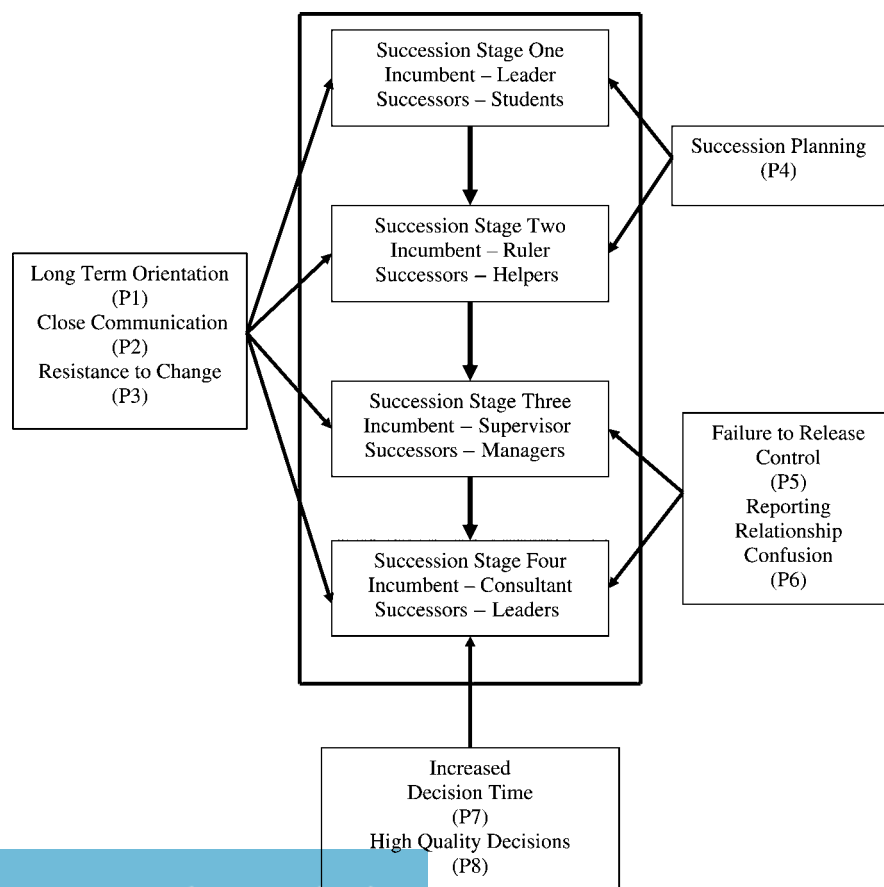 Succession Stage One
Incumbent – Leader
Successors – Students
Succession Planning
(P4)
Succession Stage Two
Incumbent – Ruler
Successors – Helpers
Long Term Orientation
(P1)
Close Communication
(P2)
Resistance to Change
(P3)
Succession Stage Three
Incumbent – Supervisor
Successors – Managers
Failure to Release
Control
(P5)
Reporting
Relationship
Confusion
(P6)
Succession Stage Four
Incumbent – Consultant
Successors – Leaders
Increased
Decision Time
(P7)
High Quality Decisions
(P8)